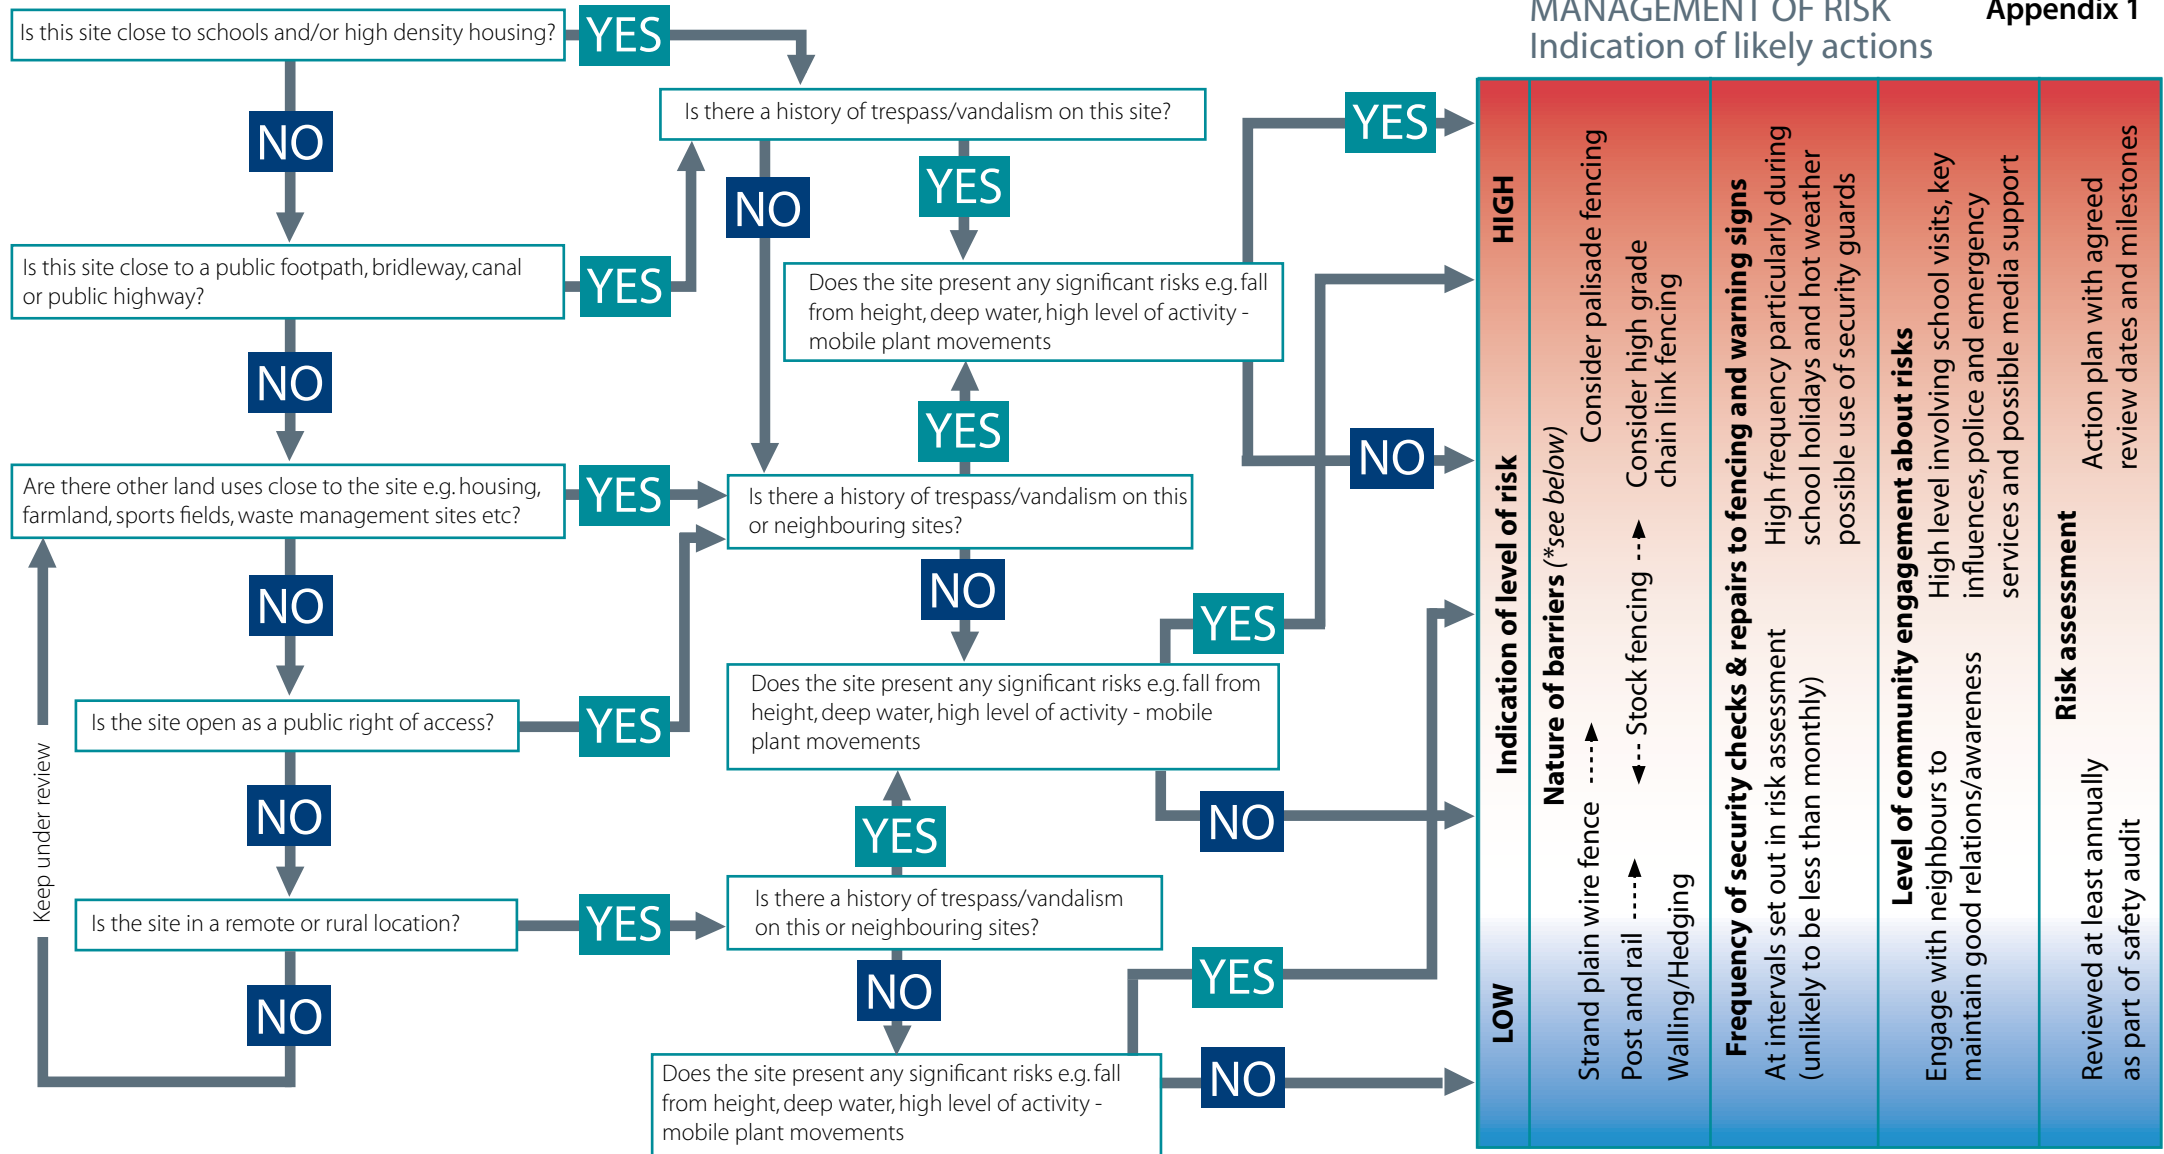 MANAGEMENT OF RISK
Indication of likely actions
Appendix 1
Is this site close to schools and/or high density housing?
YES
NO
Is there a history of trespass/vandalism on this site?
YES
NO
YES
NO
Is this site close to a public footpath, bridleway, canal
or public highway?
YES
NO
Does the site present any significant risks e.g. fall
from height, deep water, high level of activity -
mobile plant movements
YES
Are there other land uses close to the site e.g. housing,
farmland, sports fields, waste management sites etc?
YES
NO
Is there a history of trespass/vandalism on this
or neighbouring sites?
NO
Is the site open as a public right of access?
YES
NO
Does the site present any significant risks e.g. fall from
height, deep water, high level of activity - mobile
plant movements
YES
NO
YES
Keep under review
Is the site in a remote or rural location?
YES
NO
Is there a history of trespass/vandalism
on this or neighbouring sites?
NO
YES
NO
Does the site present any significant risks e.g. fall
from height, deep water, high level of activity -
mobile plant movements
LOW
Indication of level of risk
HIGH
Nature of barriers (*see below)
Strand plain wire fence
Consider palisade fencing
Post and rail
Stock fencing
Consider high grade
chain link fencing
Walling/Hedging
Frequency of security checks & repairs to fencing and warning signs
At intervals set out in risk assessment
(unlikely to be less than monthly)
High frequency particularly during
school holidays and hot weather
possible use of security guards
Level of community engagement about risks
Engage with neighbours to
maintain good relations/awareness
High level involving school visits, key
influences, police and emergency
services and possible media support
Risk assessment
Reviewed at least annually
as part of safety audit
Action plan with agreed
review dates and milestones